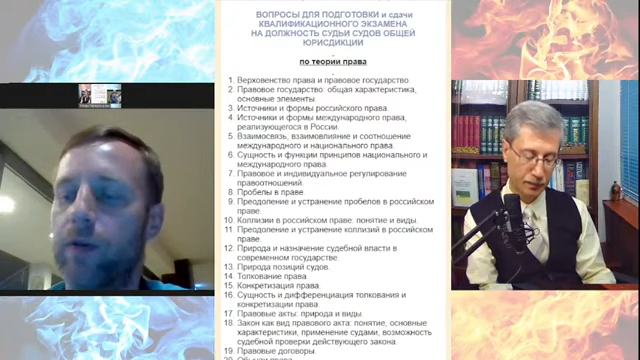 ВОПРОСЫ ДЛЯ ПОДГОТОВКИ и сдачи
КВАЛИФИКАЦИОННОГО ЭКЗАМЕНА
НА ДОЛЖНОСТЬ СУДЬИ СУДОВ ОБЩЕЙ
ЮРИСДИКЦИИ
по теории права
1. Верховенство права и правовое государство.
2. Правовое государство: общая характеристика,
основные элементы.
3. Источники и формы российского права.
4. Источники и формы международного права,
реализующегося в России.
5. Взаимосвязь, взаимовлияние и соотношение
международного и национального права.
6. Сущность и функции принципов национального и
международного права.
7. Правовое и индивидуальное регулирование
правоотношений.
8. Пробелы в праве.
9. Преодоление и устранение пробелов в российском
праве.
10. Коллизии в российском праве: понятие и виды.
11. Преодоление и устранение коллизий в российском
праве.
12. Природа и назначение судебной власти в
современном государстве.
13. Природа позиций судов.
14. Толкование права.
15. Конкретизация права.
16. Сущность и дифференциация толкования и
конкретизации права.
17. Правовые акты: природа и виды.
18. Закон как вид правового акта: понятие, основные
характеристики, применение судами, возможность
судебной проверки действующего закона.
19. Правовые договоры.